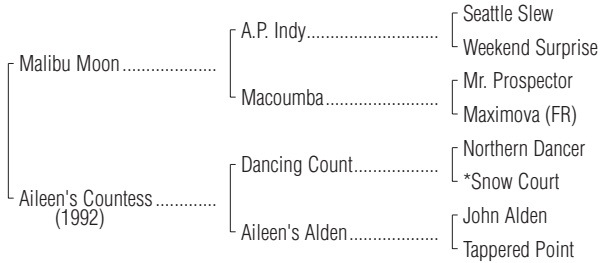 Seattle Slew
A.P. Indy
Weekend Surprise
Malibu Moon
Mr. Prospector
Macoumba
Maximova (FR)
Northern Dancer
Dancing Count
*Snow Court
Aileen's Countess
(1992)
John Alden
Aileen's Alden
Tappered Point